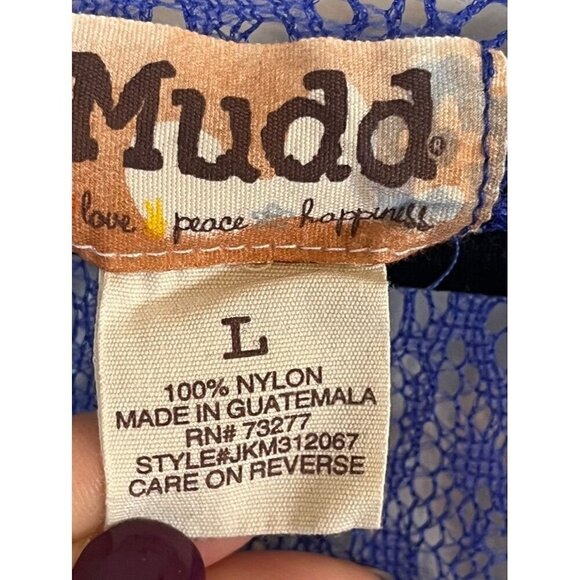 Mudd®
love peace happiness
L
100% NYLON
MADE IN GUATEMALA
RN# 73277
STYLE#JKM312067
CARE ON REVERSE